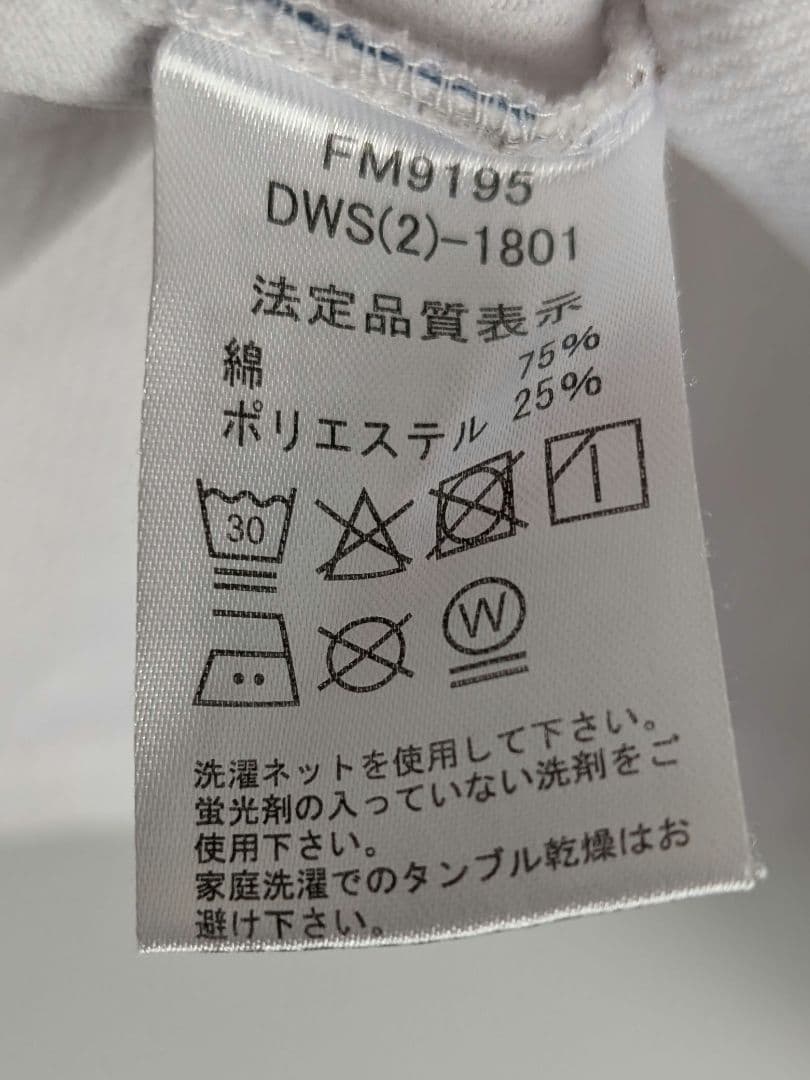 FM9195
DWS(2)-1801
法定品質表示
綿 75%
ポリエステル 25%
30
W
洗濯ネットを使用して下さい。
蛍光剤の入っていない洗剤をご
使用下さい。
家庭洗濯でのタンブル乾燥はお
避け下さい。